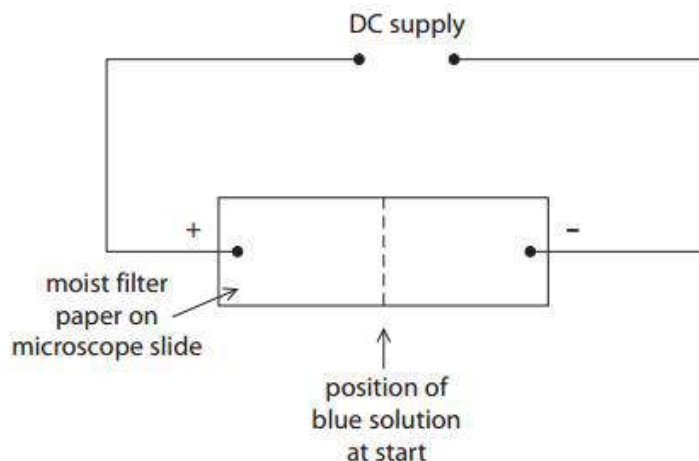 DC supply
+
–
moist filter
paper on
microscope slide
position of
blue solution
at start